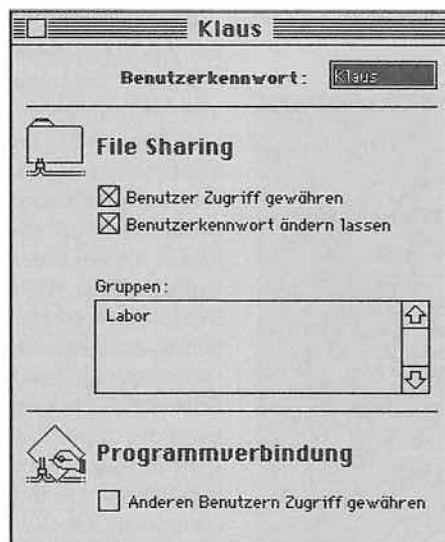 Klaus
Benutzerkennwort: Klaus
File Sharing
Benutzer Zugriff gewähren
Benutzerkennwort ändern lassen
Gruppen:
Labor
Programmverbindung
Anderen Benutzern Zugriff gewähren